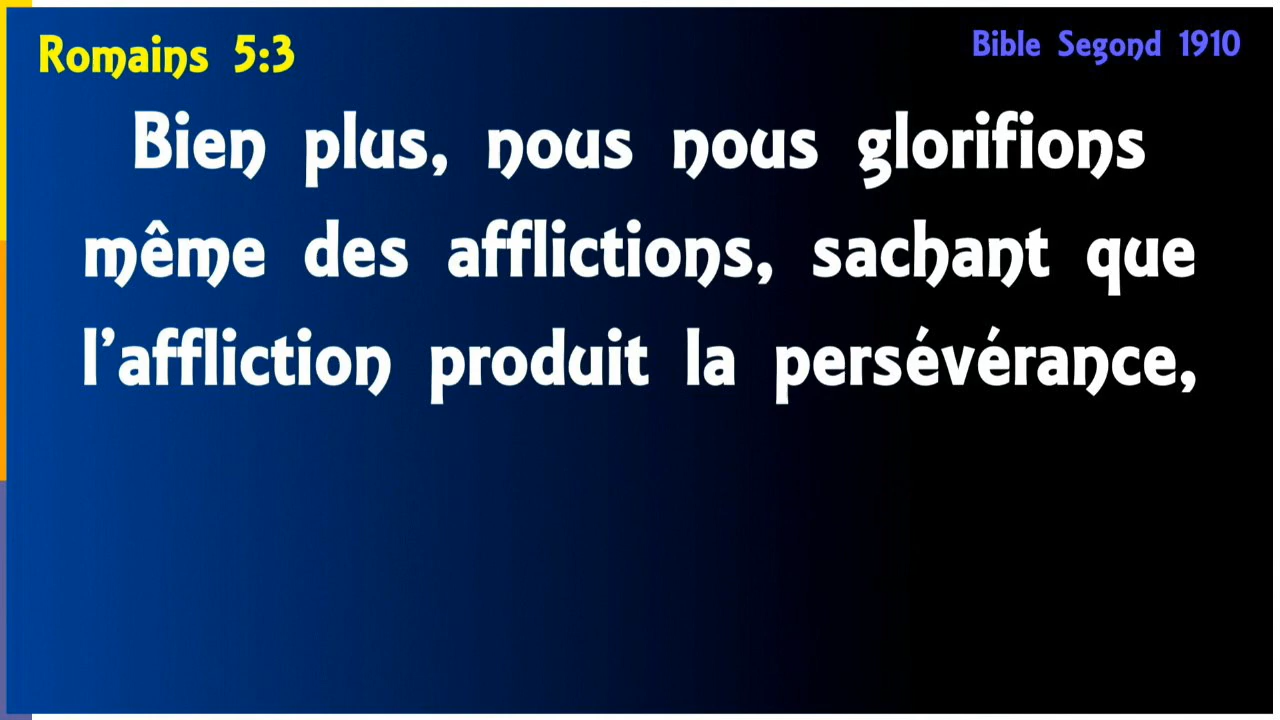 Romains 5:3
Bible Segond 1910
Bien plus, nous nous glorifions
même des afflictions, sachant que
l’affliction produit la persévérance,